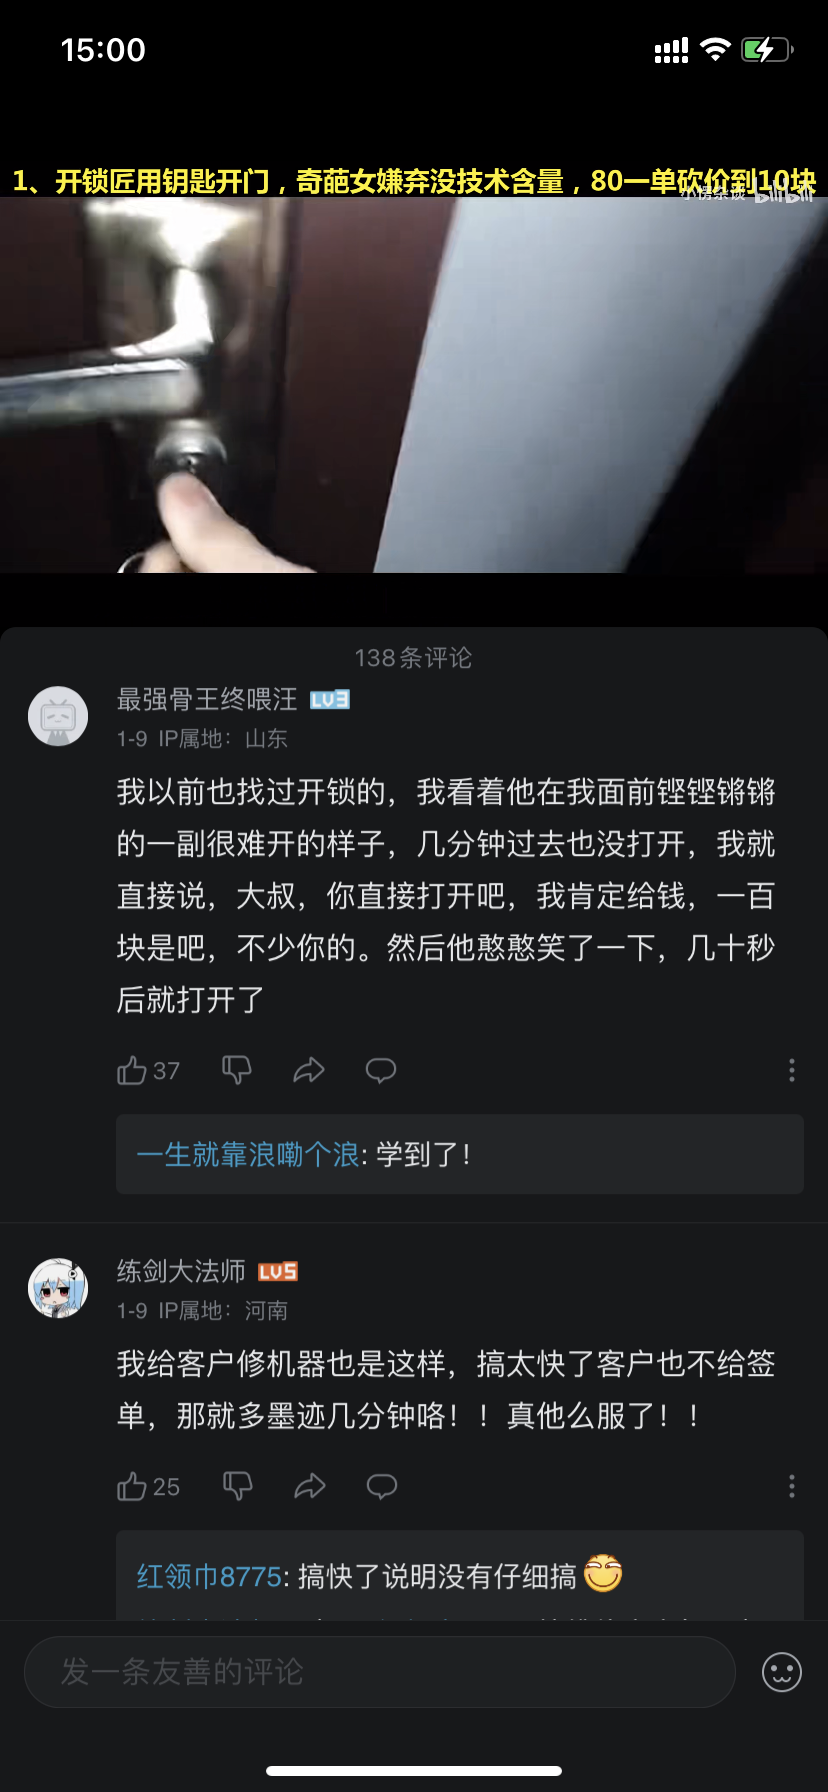 15:00
1、开锁匠用钥匙开门，奇葩女嫌弃没技术含量，80一单砍价到10块
小愣杂谈 bilibili
138条评论
最强骨王终喂汪 LV3
1-9 IP属地：山东
我以前也找过开锁的，我看着他在我面前铿铿锵锵
的一副很难开的样子，几分钟过去也没打开，我就
直接说，大叔，你直接打开吧，我肯定给钱，一百
块是吧，不少你的。然后他憨憨笑了一下，几十秒
后就打开了
37
一生就靠浪嘞个浪: 学到了！
练剑大法师 LV5
1-9 IP属地：河南
我给客户修机器也是这样，搞太快了客户也不给签
单，那就多墨迹几分钟咯！！真他么服了！！
25
红领巾8775: 搞快了说明没有仔细搞
发一条友善的评论